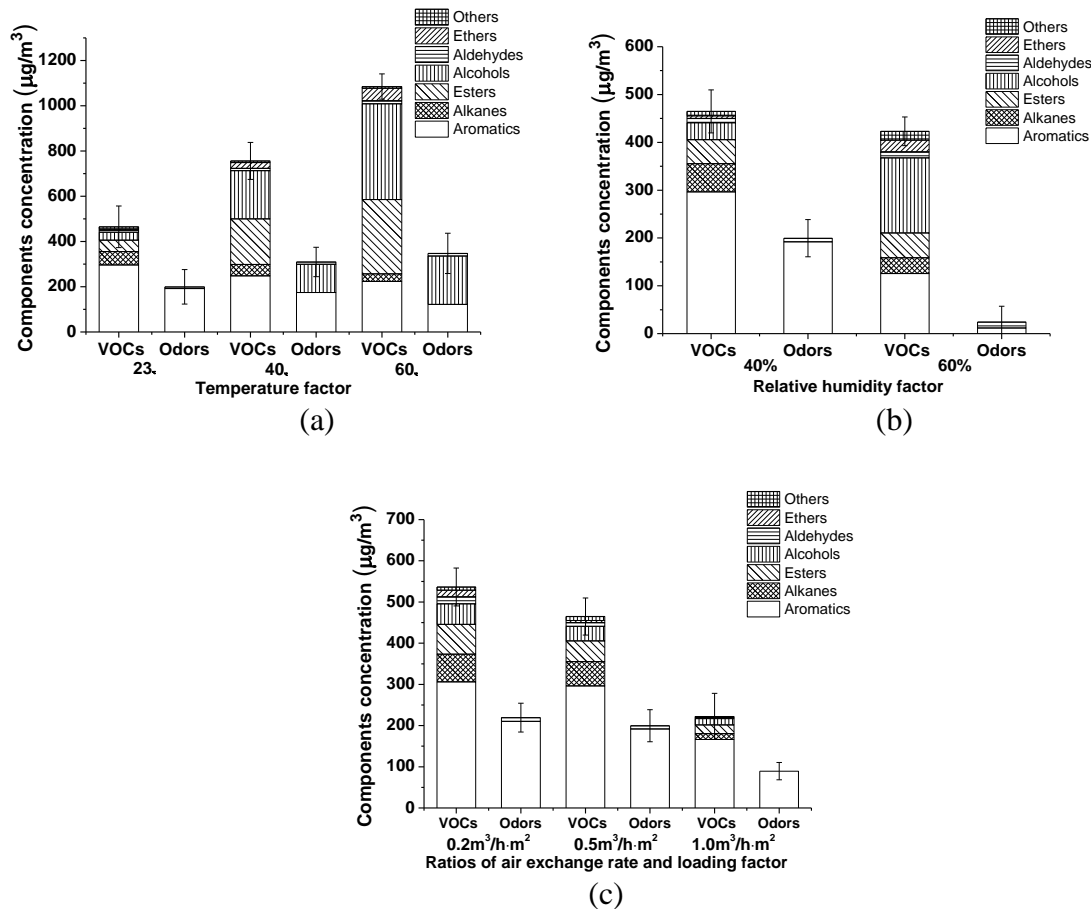 Others
Ethers
Aldehydes
Alcohols
Esters
Alkanes
Aromatics
Components concentration (μg/m³)
1200
1000
800
600
400
200
0
VOCs Odors VOCs Odors VOCs Odors
23 40 60
Temperature factor
(a)
Others
Ethers
Aldehydes
Alcohols
Esters
Alkanes
Aromatics
Components concentration (μg/m³)
600
500
400
300
200
100
0
VOCs Odors VOCs Odors
40% 60%
Relative humidity factor
(b)
Others
Ethers
Aldehydes
Alcohols
Esters
Alkanes
Aromatics
Components concentration (μg/m³)
700
600
500
400
300
200
100
0
VOCs Odors VOCs Odors VOCs Odors
0.2m³/h·m² 0.5m³/h·m² 1.0m³/h·m²
Ratios of air exchange rate and loading factor
(c)